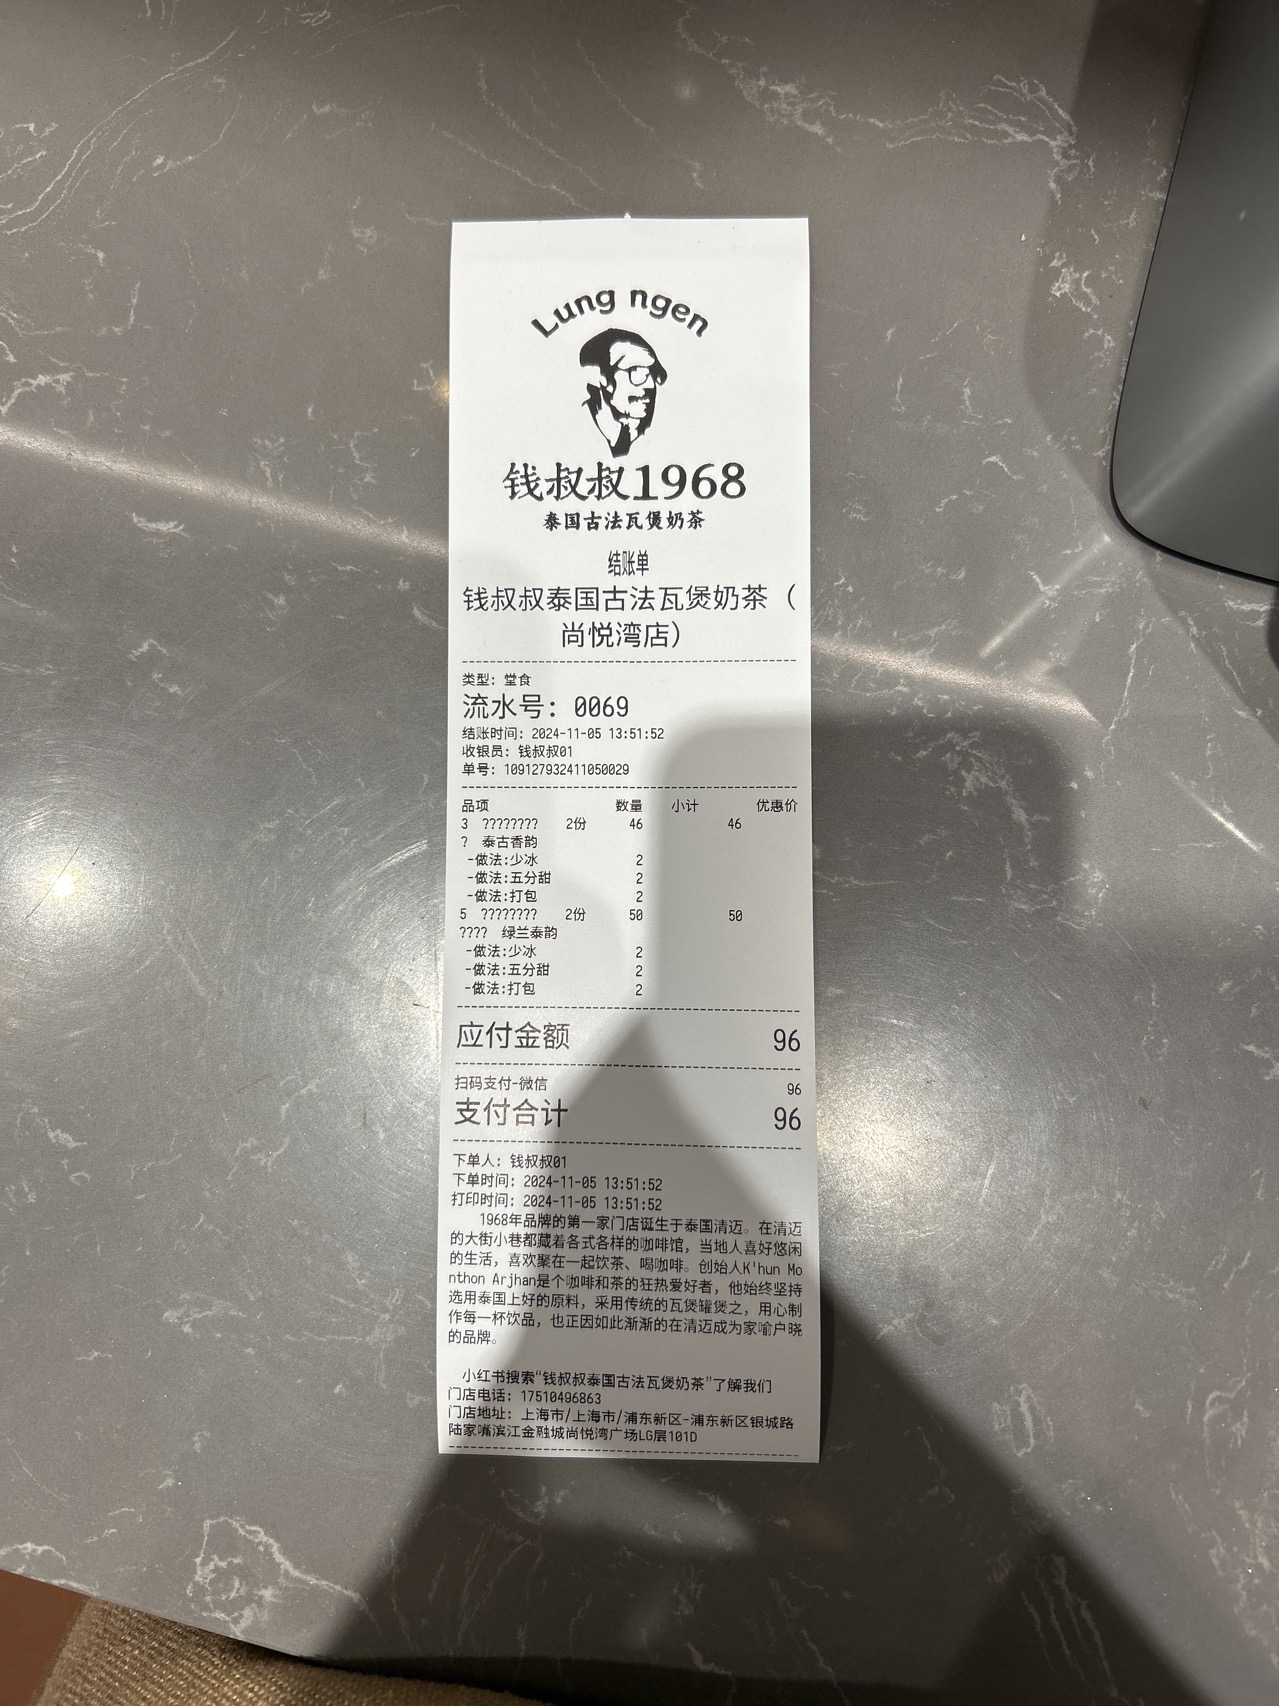 Lung ngen
钱叔叔1968
泰国古法瓦煲奶茶
结账单
钱叔叔泰国古法瓦煲奶茶（
尚悦湾店）
类型：堂食
流水号：0069
结账时间：2024-11-05 13:51:52
收银员：钱叔叔01
单号：109127932411050029
品项 数量 小计 优惠价
3 ???????? 2份 46 46
? 泰古香韵
-做法:少冰 2
-做法:五分甜 2
-做法:打包 2
5 ???????? 2份 50 50
???? 绿兰泰韵
-做法:少冰 2
-做法:五分甜 2
-做法:打包 2
应付金额 96
扫码支付-微信 96
支付合计 96
下单人：钱叔叔01
下单时间：2024-11-05 13:51:52
打印时间：2024-11-05 13:51:52
1968年品牌的第一家门店诞生于泰国清迈。在清迈
的大街小巷都藏着各式各样的咖啡馆，当地人喜好悠闲
的生活，喜欢聚在一起饮茶、喝咖啡。创始人K'hun Mo
nthon Arjhan是个咖啡和茶的狂热爱好者，他始终坚持
选用泰国上好的原料，采用传统的瓦煲罐煲之，用心制
作每一杯饮品，也正因如此渐渐的在清迈成为家喻户晓
的品牌。
小红书搜索“钱叔叔泰国古法瓦煲奶茶”了解我们
门店电话：17510496863
门店地址：上海市/上海市/浦东新区-浦东新区银城路
陆家嘴滨江金融城尚悦湾广场LG层101D